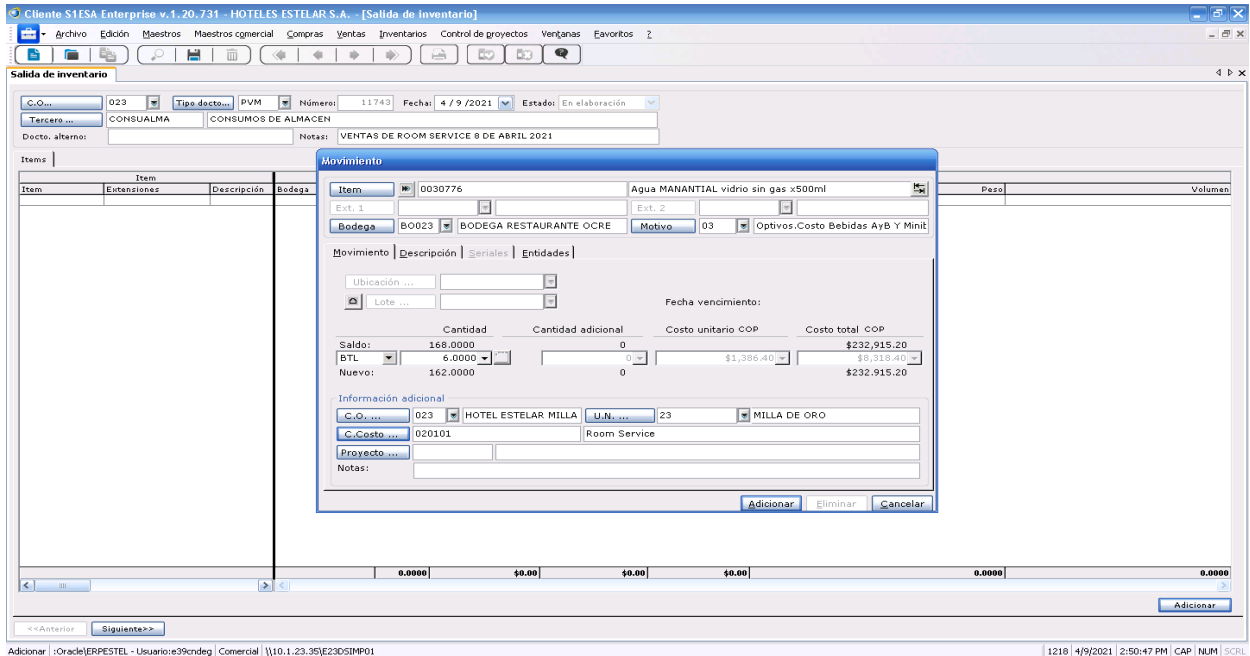 Cliente S1ESA Enterprise v.1.20.731 - HOTELES ESTELAR S.A. - [Salida de inventario]
Archivo Edición Maestros Maestros comercial Compras Ventas Inventarios Control de proyectos Ventanas Favoritos ?
Salida de inventario
C.O... 023 Tipo docto... PVM Número: 11743 Fecha: 4 / 9 /2021 Estado: En elaboración
Tercero ... CONSUALMA CONSUMOS DE ALMACEN
Docto. alterno: Notas: VENTAS DE ROOM SERVICE 8 DE ABRIL 2021
Items
Item
Item Extensiones Descripción Bodega Peso Volumen
Movimiento
Item 0030776 Agua MANANTIAL vidrio sin gas x500ml
Ext. 1 Ext. 2
Bodega BO023 BODEGA RESTAURANTE OCRE Motivo 03 Optivos.Costo Bebidas AyB Y Minit
Movimiento Descripción Seriales Entidades
Ubicación ...
Lote ... Fecha vencimiento:
Cantidad Cantidad adicional Costo unitario COP Costo total COP
Saldo: 168.0000 0 $232,915.20
BTL 6.0000 0 $1,386.40 $8,318.40
Nuevo: 162.0000 0 $232.915.20
Información adicional
C.O. ... 023 HOTEL ESTELAR MILLA U.N. ... 23 MILLA DE ORO
C.Costo ... 020101 Room Service
Proyecto ...
Notas:
Adicionar Eliminar Cancelar
0.0000 $0.00 $0.00 $0.00 0.0000 0.0000
Adicionar
<<Anterior Siguiente>>
Adicionar :Oracle\ERPESTEL - Usuario:e39cndeg Comercial \\10.1.23.35\E23DSIMP01 1218 4/9/2021 2:50:47 PM CAP NUM SCRL